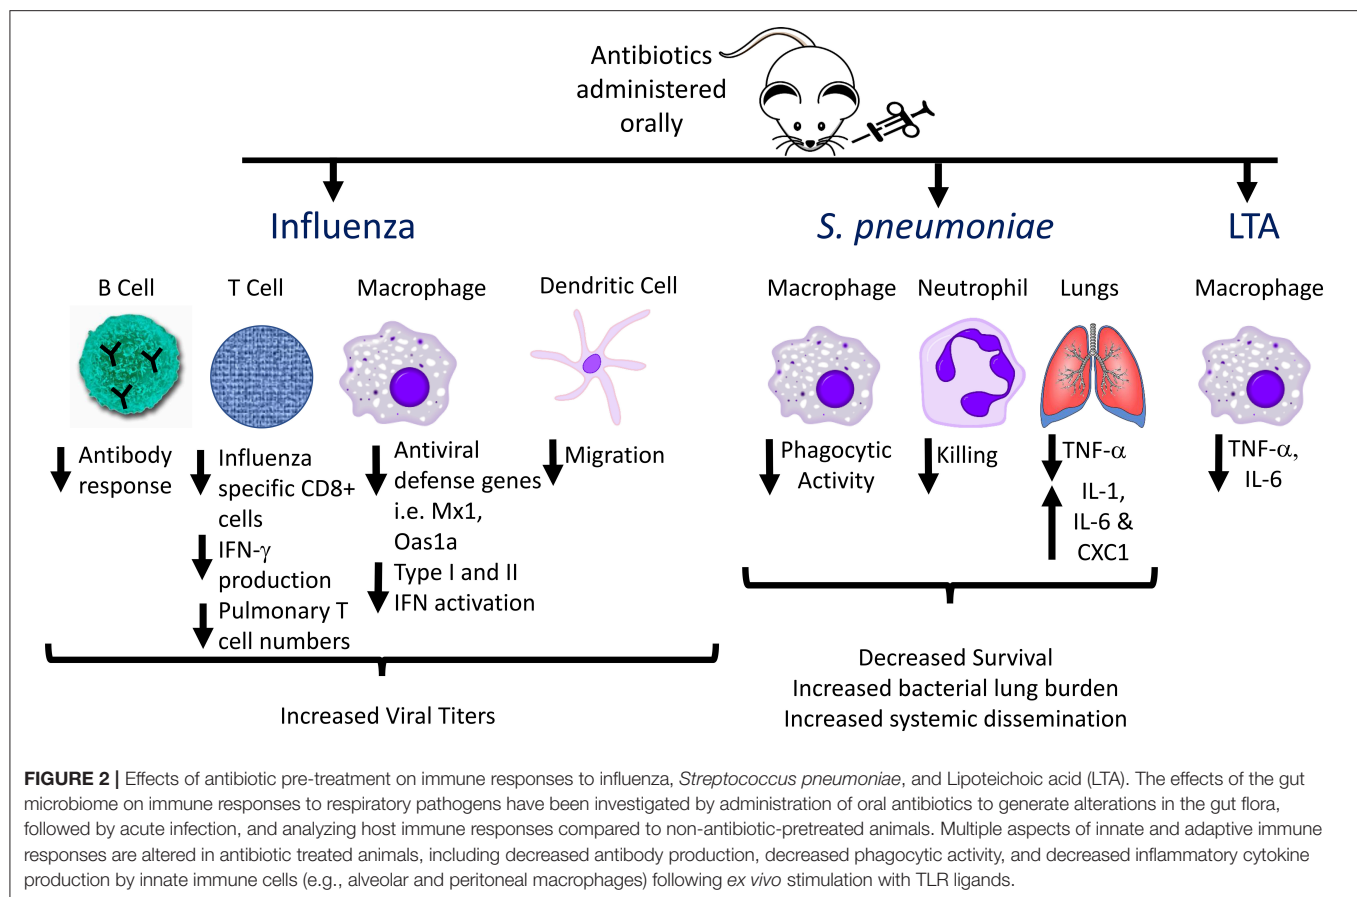 Antibiotics
administered
orally
Influenza
B Cell
T Cell
Macrophage
Dendritic Cell
Antibody
response
Influenza
specific CD8+
cells
IFN-γ
production
Pulmonary T
cell numbers
Antiviral
defense genes
i.e. Mx1,
Oas1a
Type I and II
IFN activation
Migration
Increased Viral Titers
S. pneumoniae
Macrophage
Neutrophil
Lungs
Phagocytic
Activity
Killing
TNF-α
IL-1,
IL-6 &
CXC1
Decreased Survival
Increased bacterial lung burden
Increased systemic dissemination
LTA
Macrophage
TNF-α,
IL-6
FIGURE 2 | Effects of antibiotic pre-treatment on immune responses to influenza, Streptococcus pneumoniae, and Lipoteichoic acid (LTA). The effects of the gut
microbiome on immune responses to respiratory pathogens have been investigated by administration of oral antibiotics to generate alterations in the gut flora,
followed by acute infection, and analyzing host immune responses compared to non-antibiotic-pretreated animals. Multiple aspects of innate and adaptive immune
responses are altered in antibiotic treated animals, including decreased antibody production, decreased phagocytic activity, and decreased inflammatory cytokine
production by innate immune cells (e.g., alveolar and peritoneal macrophages) following ex vivo stimulation with TLR ligands.